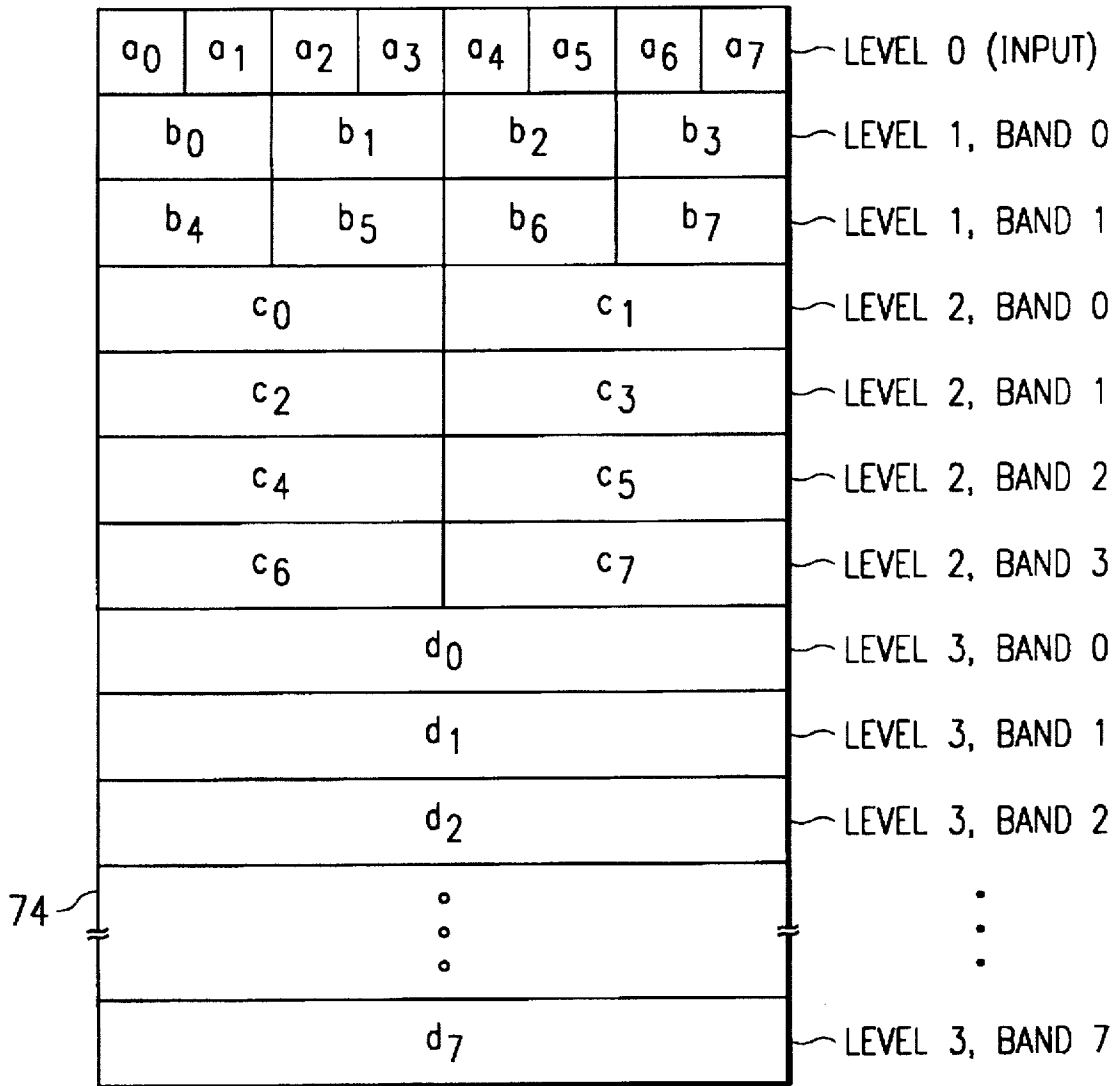 a0 a1 a2 a3 a4 a5 a6 a7 LEVEL 0 (INPUT)
b0 b1 b2 b3 LEVEL 1, BAND 0
b4 b5 b6 b7 LEVEL 1, BAND 1
c0 c1 LEVEL 2, BAND 0
c2 c3 LEVEL 2, BAND 1
c4 c5 LEVEL 2, BAND 2
c6 c7 LEVEL 2, BAND 3
d0 LEVEL 3, BAND 0
d1 LEVEL 3, BAND 1
d2 LEVEL 3, BAND 2
74
d7 LEVEL 3, BAND 7